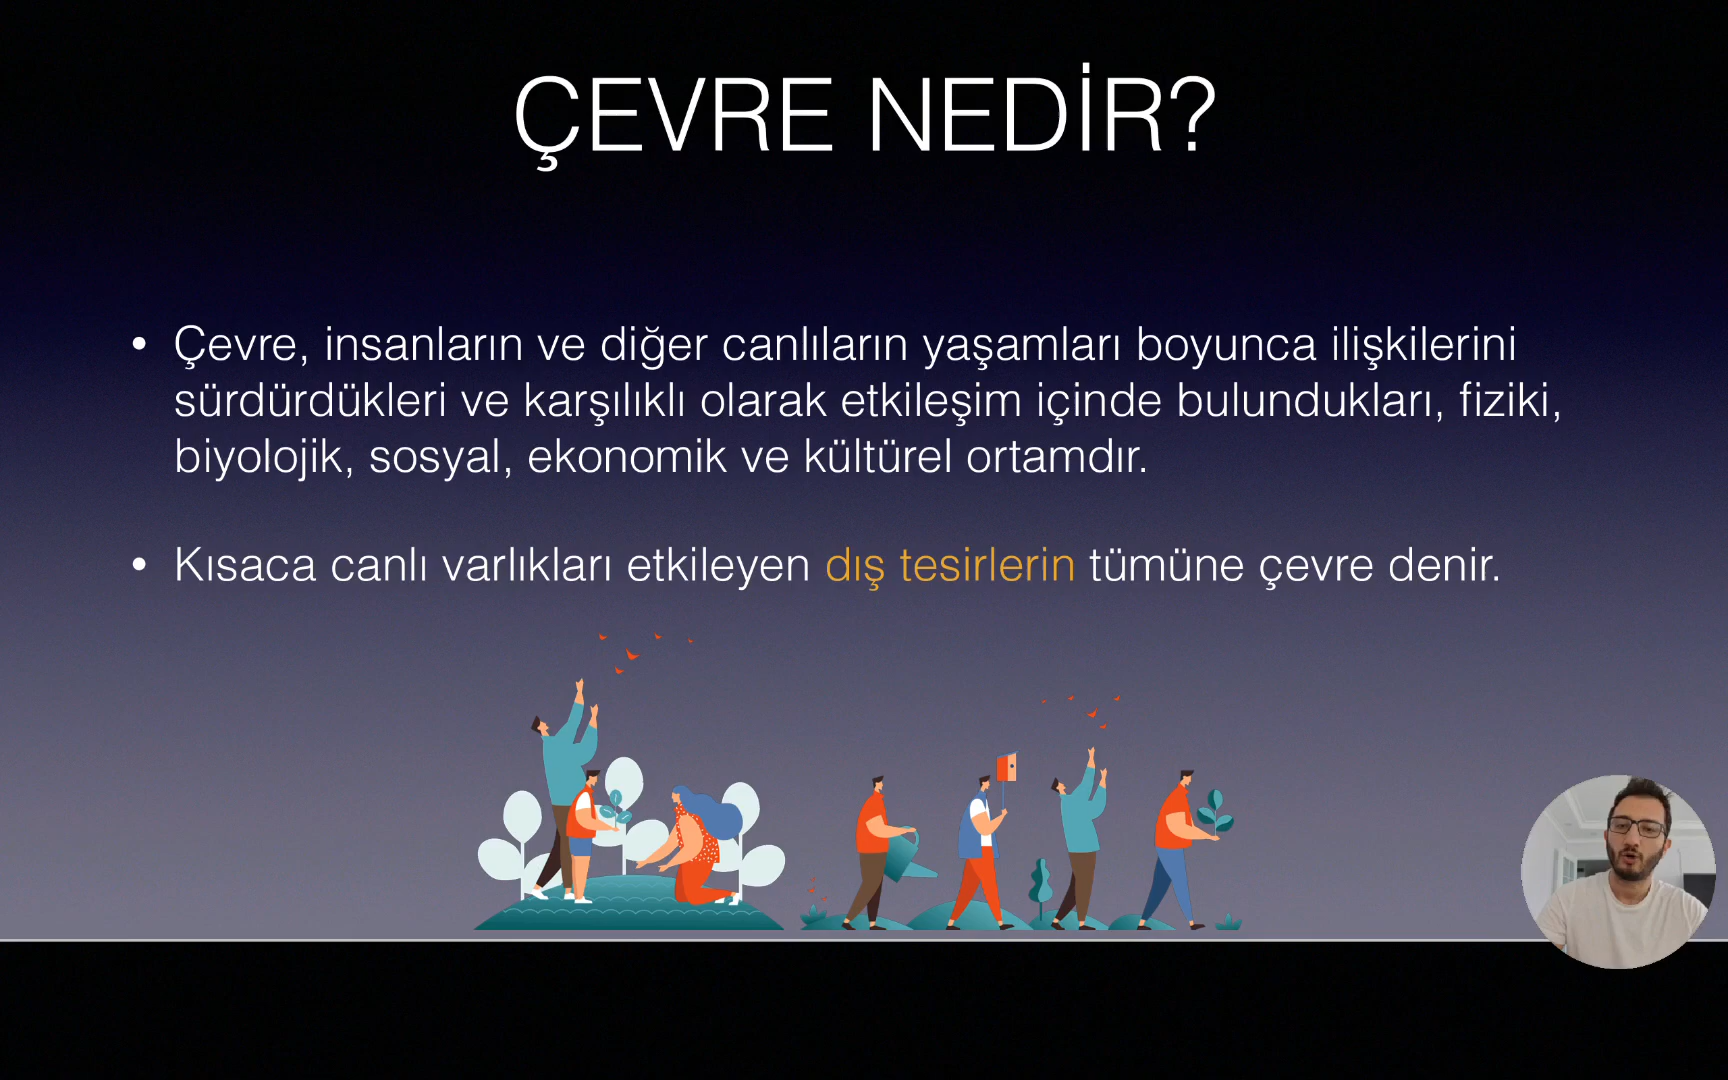 ÇEVRE NEDİR?
• Çevre, insanların ve diğer canlıların yaşamları boyunca ilişkilerini
sürdürdükleri ve karşılıklı olarak etkileşim içinde bulundukları, fiziki,
biyolojik, sosyal, ekonomik ve kültürel ortamdır.
• Kısaca canlı varlıkları etkileyen dış tesirlerin tümüne çevre denir.